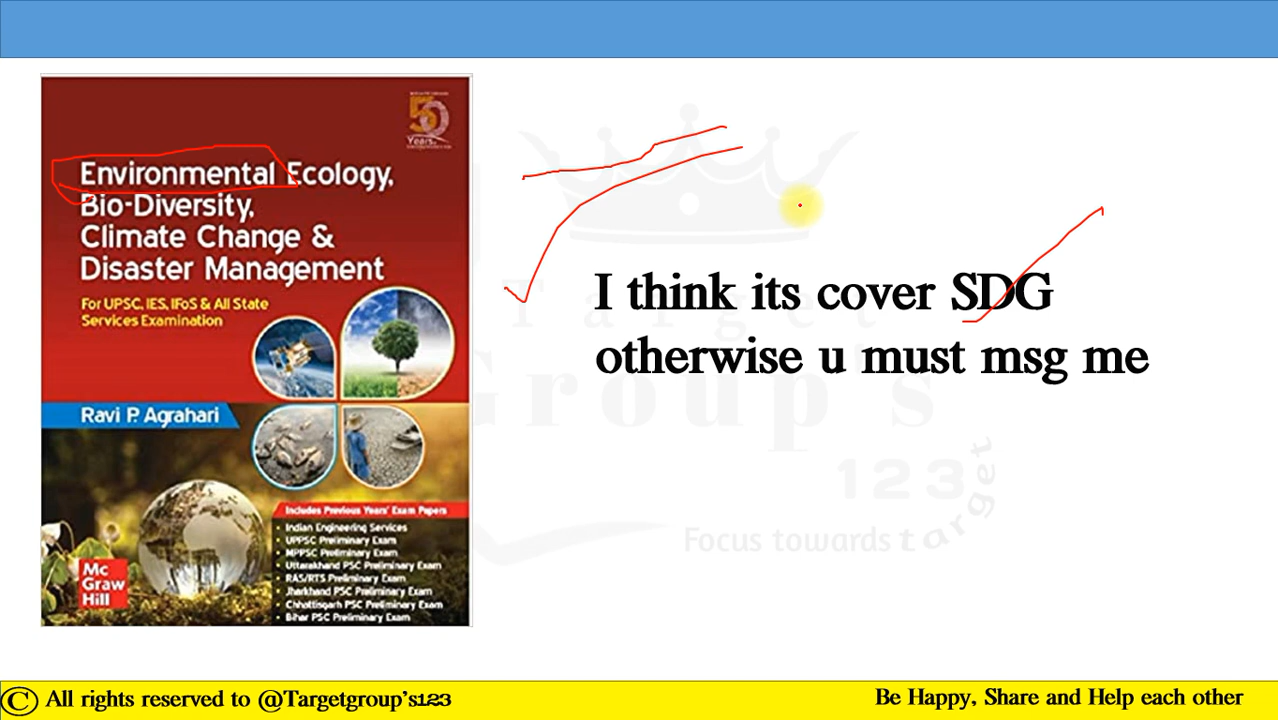 50
Years
Environmental Ecology,
Bio-Diversity,
Climate Change &
Disaster Management
For UPSC, IES, IFoS & All State
Services Examination
Ravi P. Agrahari
Includes Previous Years' Exam Papers
• Indian Engineering Services
• UPPSC Preliminary Exam
• MPPSC Preliminary Exam
• Uttarakhand PSC Preliminary Exam
• RAS/RTS Preliminary Exam
• Jharkhand PSC Preliminary Exam
• Chhattisgarh PSC Preliminary Exam
• Bihar PSC Preliminary Exam
Mc
Graw
Hill
I think its cover SDG
otherwise u must msg me
Target
Group's
123
target
Focus towards target
© All rights reserved to @Targetgroup's123
Be Happy, Share and Help each other